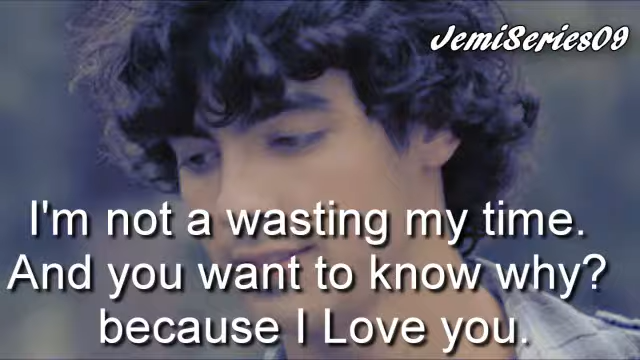 JemiSeries09
I'm not a wasting my time.
And you want to know why?
because I Love you.